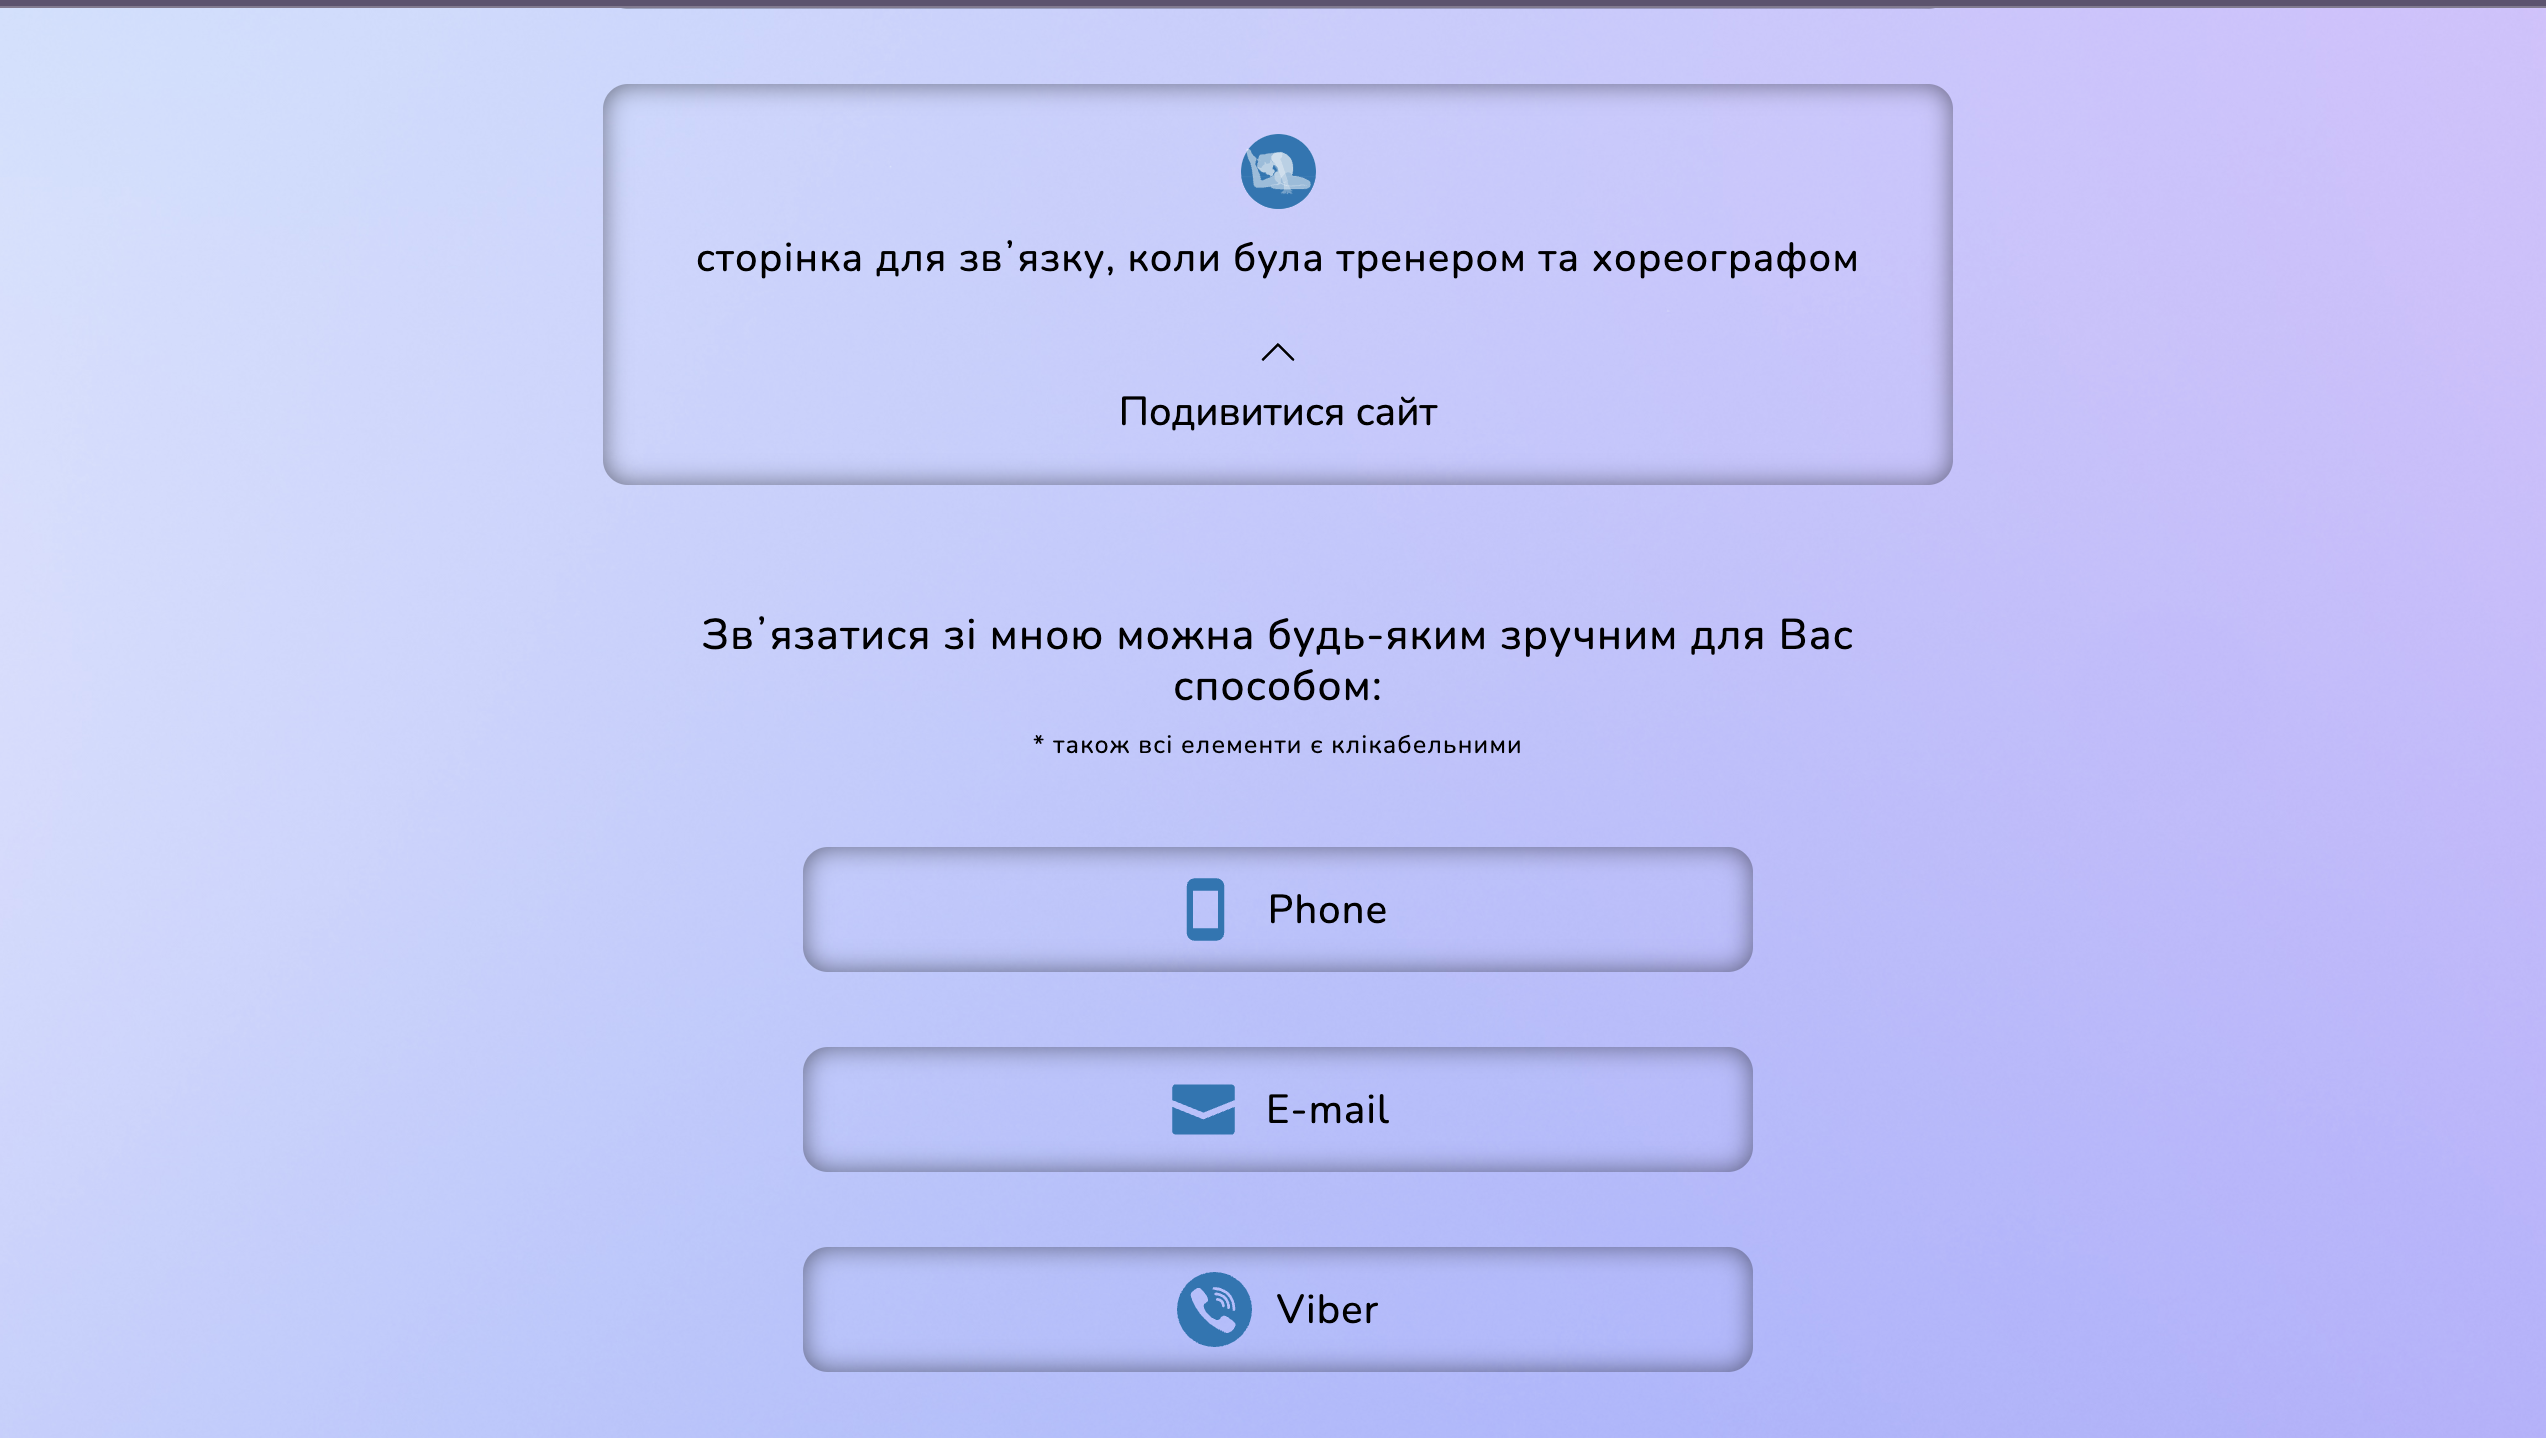 сторінка для зв’язку, коли була тренером та хореографом
Подивитися сайт
Зв’язатися зі мною можна будь-яким зручним для Вас
способом:
* також всі елементи є клікабельними
Phone
E-mail
Viber